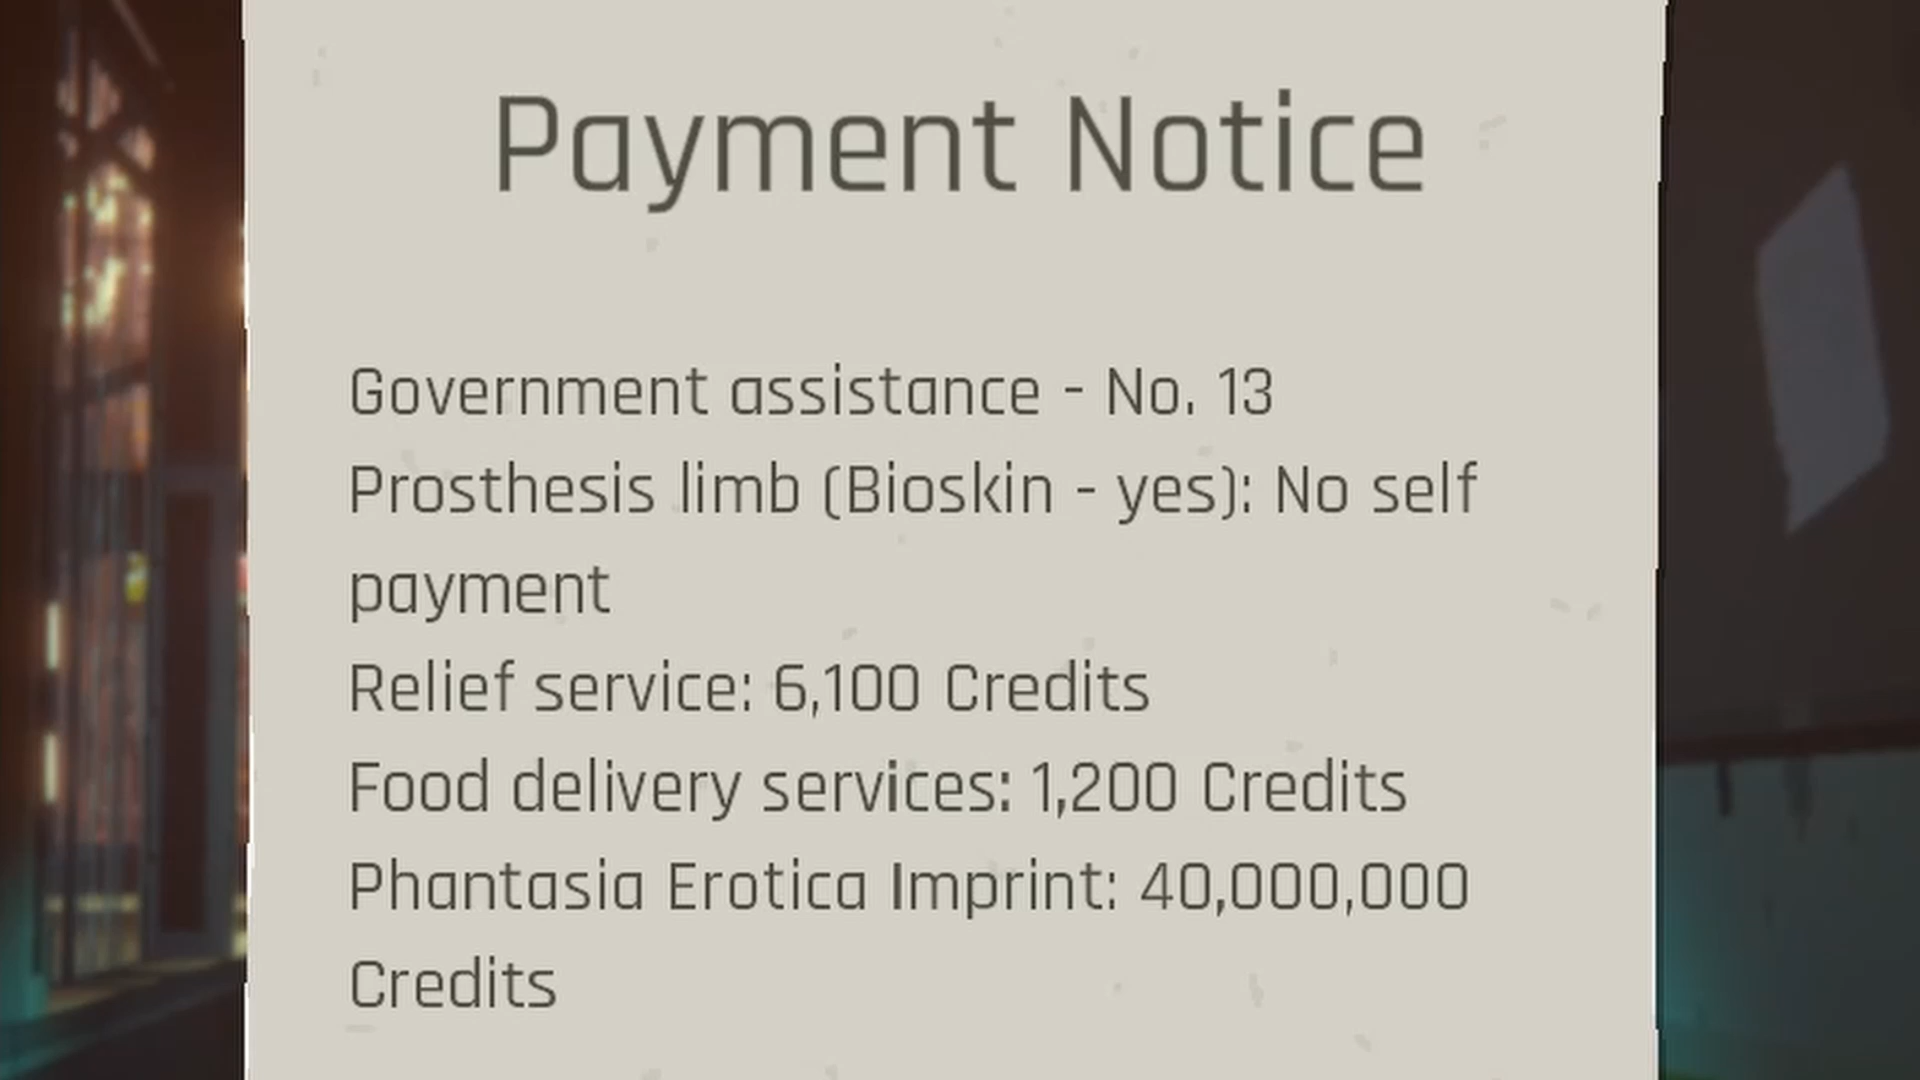 Payment Notice
Government assistance - No. 13
Prosthesis limb (Bioskin - yes): No self
payment
Relief service: 6,100 Credits
Food delivery services: 1,200 Credits
Phantasia Erotica Imprint: 40,000,000
Credits